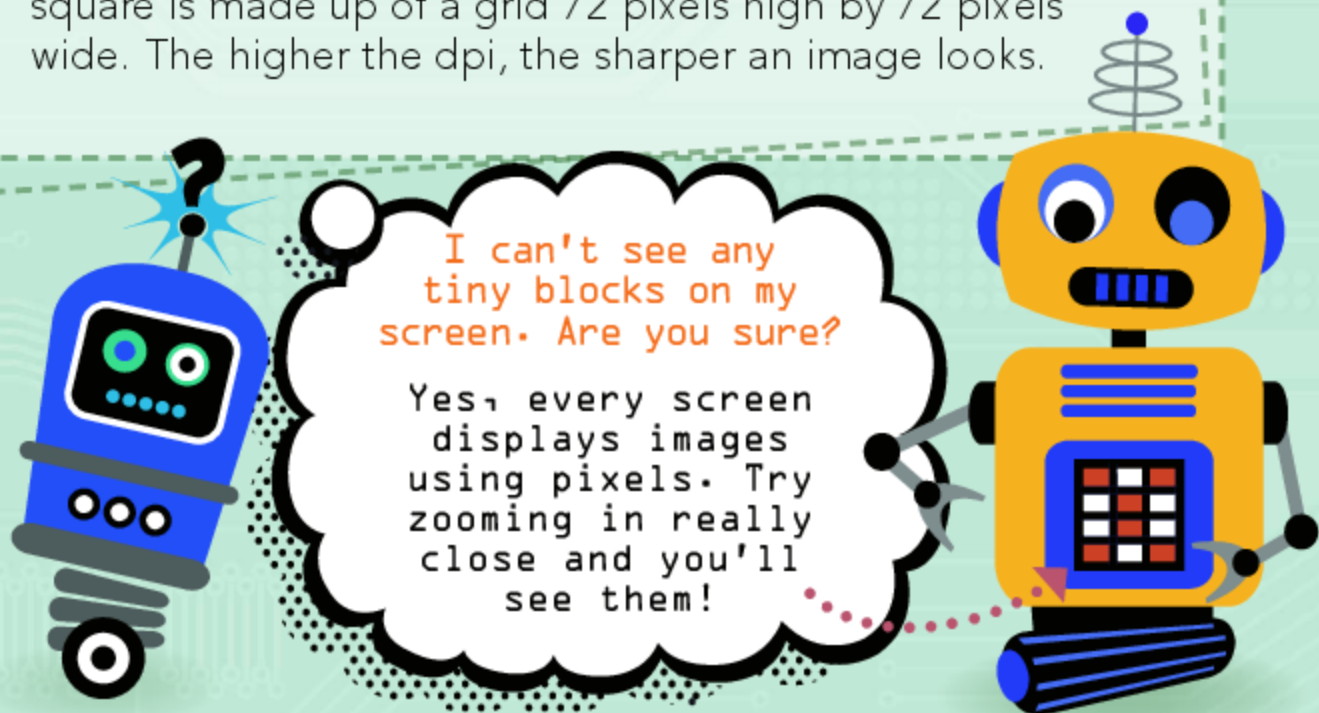 square is made up of a grid 72 pixels high by 72 pixels
wide. The higher the dpi, the sharper an image looks.
?
I can't see any
tiny blocks on my
screen. Are you sure?
Yes, every screen
displays images
using pixels. Try
zooming in really
close and you'll
see them!